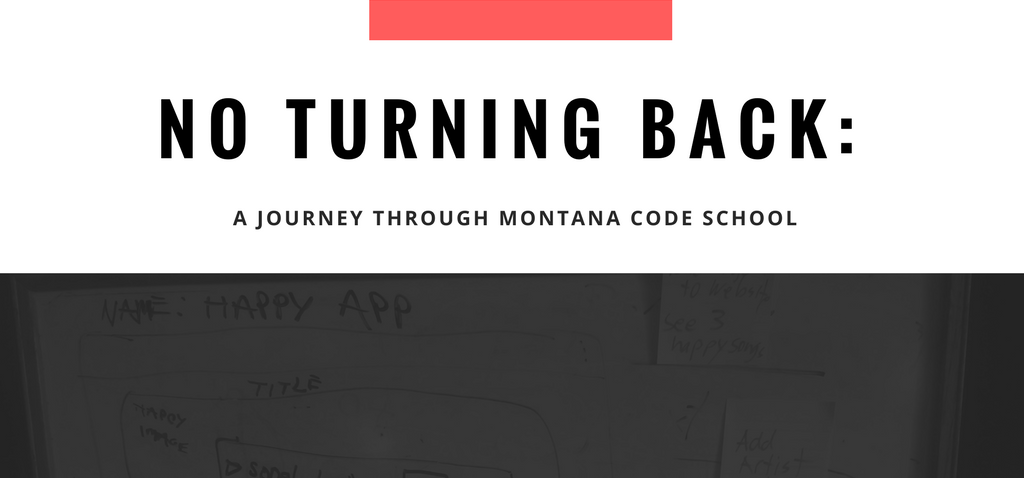 NO TURNING BACK:
A JOURNEY THROUGH MONTANA CODE SCHOOL
NAME: HAPPY APP
to website
see 3
happy songs
TITLE
HAPPY
IMAGE
Add
Artist